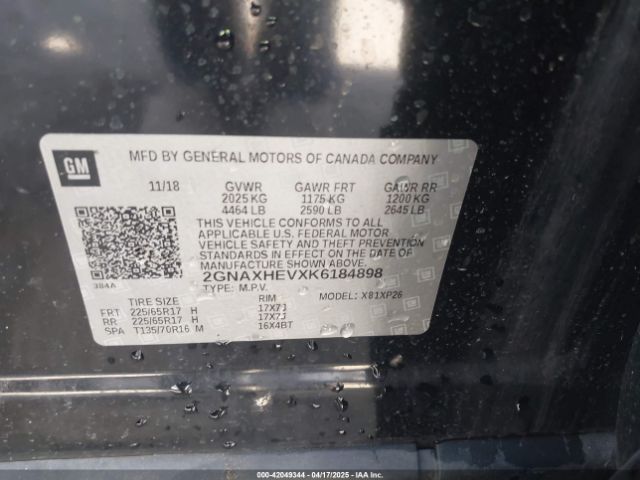 GM
MFD BY GENERAL MOTORS OF CANADA COMPANY
11/18 GVWR GAWR FRT GAWR RR
2025 KG 1175 KG 1200 KG
4464 LB 2590 LB 2645 LB
THIS VEHICLE CONFORMS TO ALL
APPLICABLE U.S. FEDERAL MOTOR
VEHICLE SAFETY AND THEFT PREVENTION
STANDARDS IN EFFECT ON THE DATE OF
MANUFACTURE SHOWN ABOVE.
384A 2GNAXHEVXK6184898
TYPE: M.P.V. MODEL: X81XP26
TIRE SIZE RIM
FRT 225/65R17 H 17X7J
RR 225/65R17 H 17X7J
SPA T135/70R16 M 16X4BT
000-42049344 - 04/17/2025 - IAAI.COM